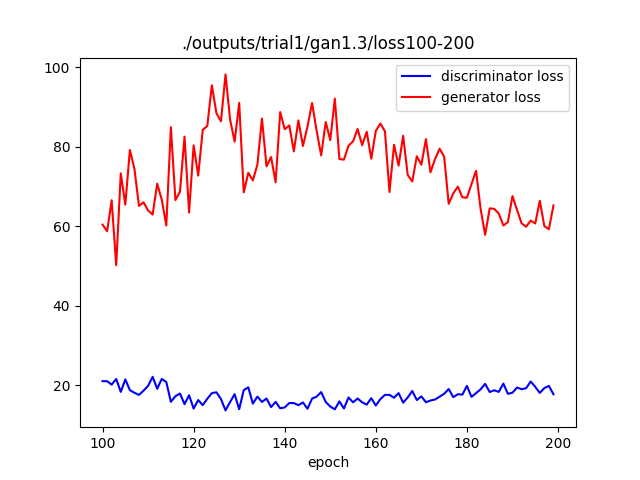 ./outputs/trial1/gan1.3/loss100-200
discriminator loss
generator loss
100
80
60
40
20
100 120 140 160 180 200
epoch